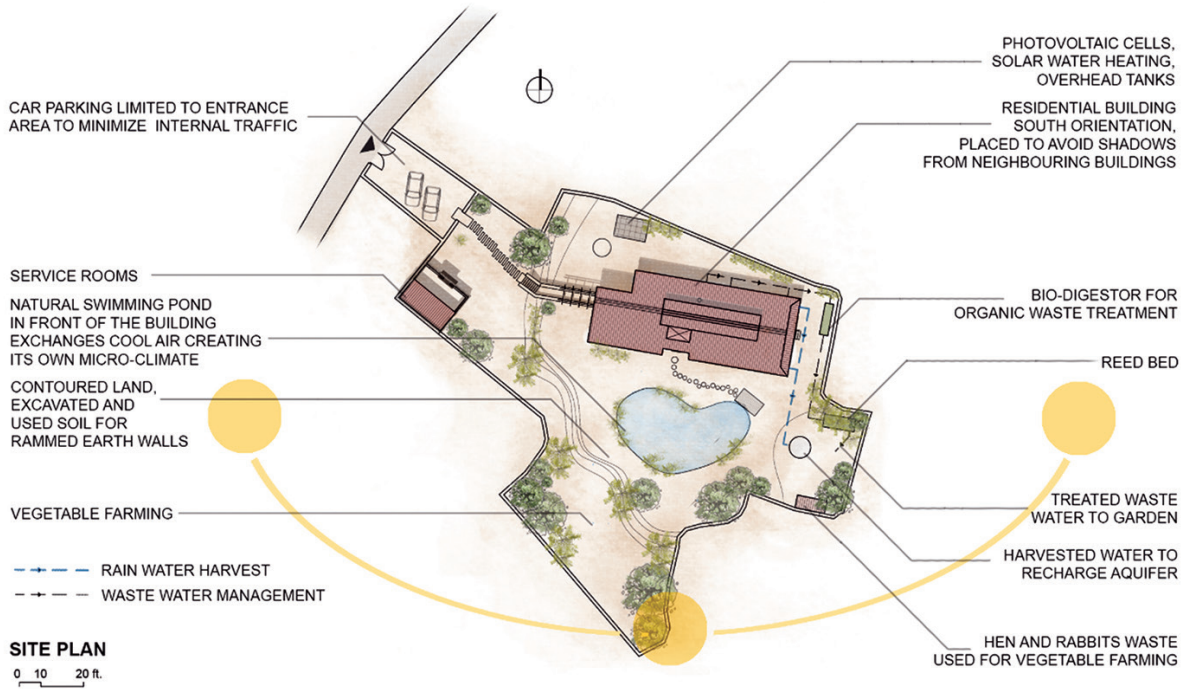 PHOTOVOLTAIC CELLS,
SOLAR WATER HEATING,
OVERHEAD TANKS
CAR PARKING LIMITED TO ENTRANCE
AREA TO MINIMIZE INTERNAL TRAFFIC
RESIDENTIAL BUILDING
SOUTH ORIENTATION,
PLACED TO AVOID SHADOWS
FROM NEIGHBOURING BUILDINGS
SERVICE ROOMS
NATURAL SWIMMING POND
IN FRONT OF THE BUILDING
EXCHANGES COOL AIR CREATING
ITS OWN MICRO-CLIMATE
CONTOURED LAND,
EXCAVATED AND
USED SOIL FOR
RAMMED EARTH WALLS
VEGETABLE FARMING
BIO-DIGESTOR FOR
ORGANIC WASTE TREATMENT
REED BED
TREATED WASTE
WATER TO GARDEN
HARVESTED WATER TO
RECHARGE AQUIFER
HEN AND RABBITS WASTE
USED FOR VEGETABLE FARMING
RAIN WATER HARVEST
WASTE WATER MANAGEMENT
SITE PLAN
0 10 20 ft.